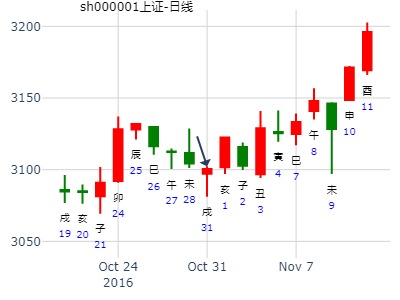 sh000001上证-日线
3200
3150
3100
3050
戌
19
亥
20
子
21
卯
24
辰
25
巳
26
午
27
未
28
戌
31
亥
1
子
2
丑
3
寅
4
巳
7
午
8
未
9
申
10
酉
11
Oct 24
2016
Oct 31
Nov 7